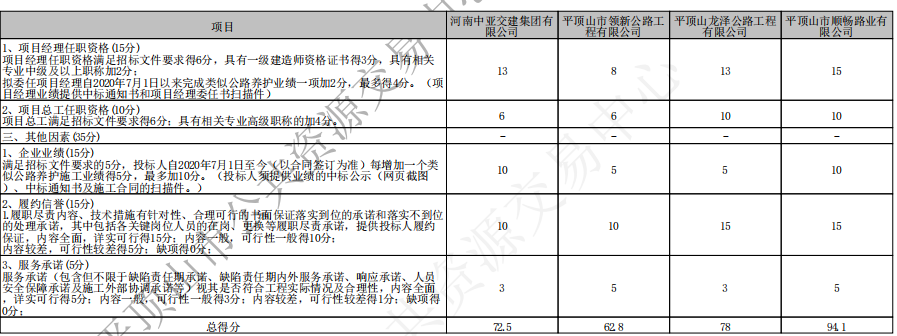 项目 河南中亚交建集团有限公司 平顶山市领新公路工程有限公司 平顶山龙泽公路工程有限公司 平顶山市顺畅路业有限公司
1、项目经理任职资格(15分)
项目经理任职资格满足招标文件要求得6分，具有一级建造师资格证书得3分，具有相关
专业中级及以上职称加2分；
拟委任项目经理自2020年7月1日以来完成类似公路养护业绩一项加2分，最多得4分。（项
目经理业绩提供中标通知书和项目经理委任书扫描件）
13 8 13 15
2、项目总工任职资格(10分)
项目总工满足招标文件要求得6分；具有相关专业高级职称的加4分。
6 6 10 10
三、其他因素(35分) - - - -
1、企业业绩(15分)
满足招标文件要求的5分，投标人自2020年7月1日至今（以合同签订为准）每增加一个类
似公路养护施工业绩得5分，最多加10分。（投标人须提供业绩的中标公示（网页截图
）、中标通知书及施工合同的扫描件。）
10 5 5 10
2、履约信誉(15分)
1.履职尽责内容、技术措施有针对性、合理可行的书面保证落实到位的承诺和落实不到位
的处理承诺，其中包括各关键岗位人员的在岗、更换等履职尽责承诺，提供投标人履约
保证，内容全面，详实可行得15分；内容一般，可行性一般得10分；
内容较差，可行性较差得5分；缺项得0分；
10 10 15 15
3、服务承诺(5分)
服务承诺（包含但不限于缺陷责任期承诺、缺陷责任期内外服务承诺、响应承诺、人员
安全保障承诺及施工外部协调承诺等）视其是否符合工程实际情况及合理性，内容全面
，详实可行得5分；内容一般，可行性一般得3分；内容较差，可行性较差得1分；缺项得
0分；
3 5 3 5
总得分 72.5 62.8 78 94.1
平顶山市公共资源交易中心
共资源交易中心